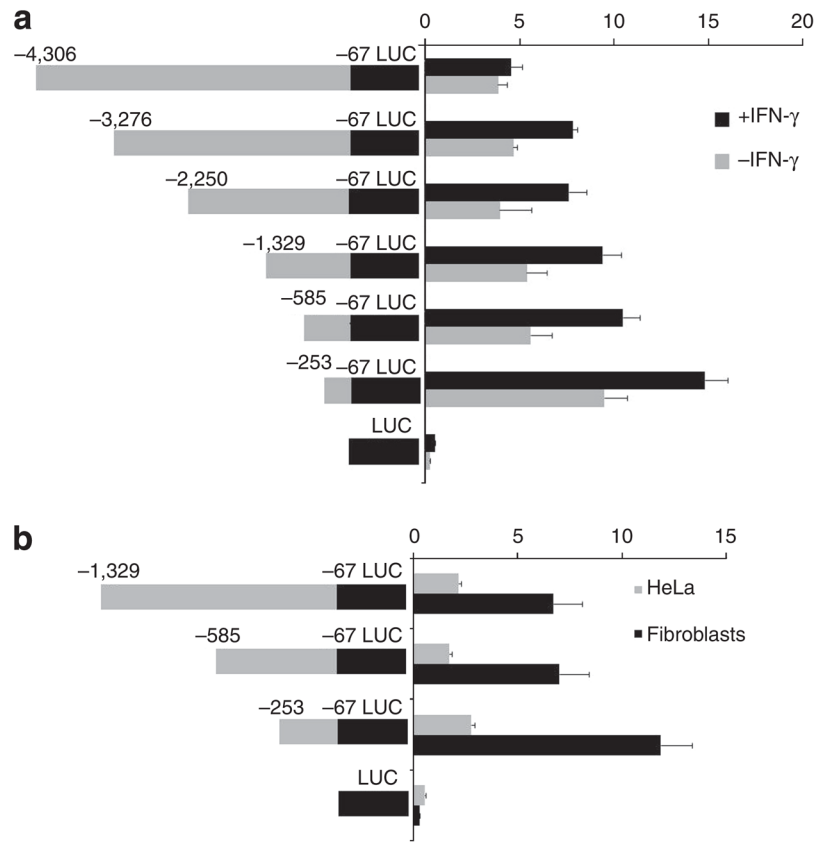 a
0 5 10 15 20
–4,306 –67 LUC
–3,276 –67 LUC
+IFN-γ
–IFN-γ
–2,250 –67 LUC
–1,329 –67 LUC
–585 –67 LUC
–253 –67 LUC
LUC
b
0 5 10 15
–1,329 –67 LUC
HeLa
Fibroblasts
–585 –67 LUC
–253 –67 LUC
LUC